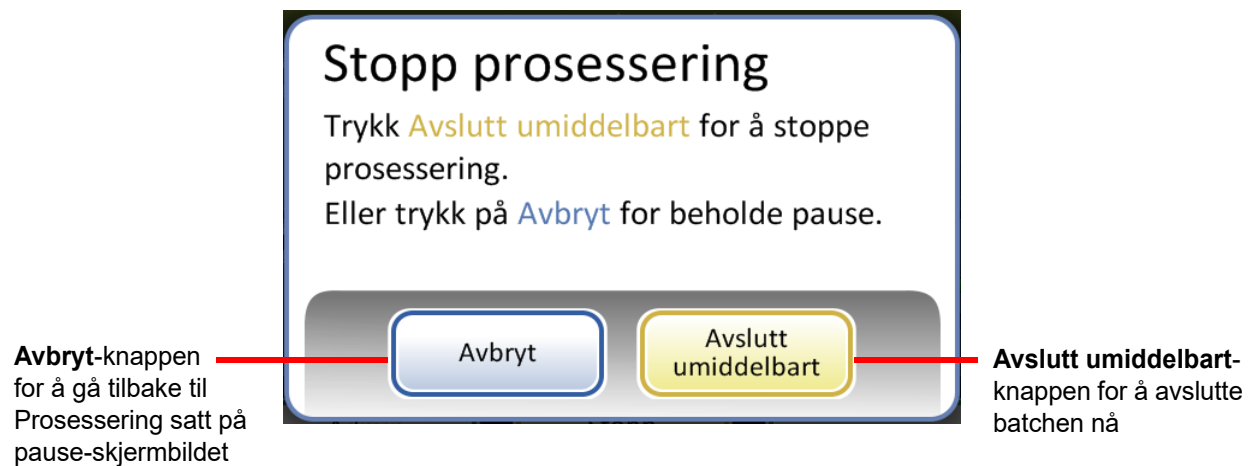 Stopp prosessering
Trykk Avslutt umiddelbart for å stoppe
prosessering.
Eller trykk på Avbryt for beholde pause.
Avbryt
Avslutt
umiddelbart
Avbryt-knappen
for å gå tilbake til
Prosessering satt på
pause-skjermbildet
Avslutt umiddelbart-
knappen for å avslutte
batchen nå